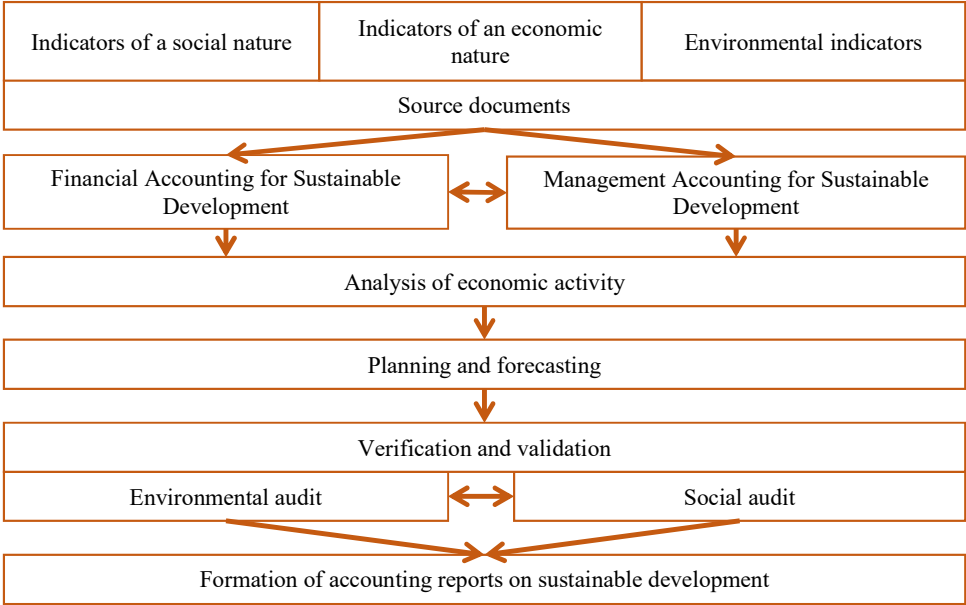 Indicators of a social nature
Indicators of an economic
nature
Environmental indicators
Source documents
Financial Accounting for Sustainable
Development
Management Accounting for Sustainable
Development
Analysis of economic activity
Planning and forecasting
Verification and validation
Environmental audit
Social audit
Formation of accounting reports on sustainable development